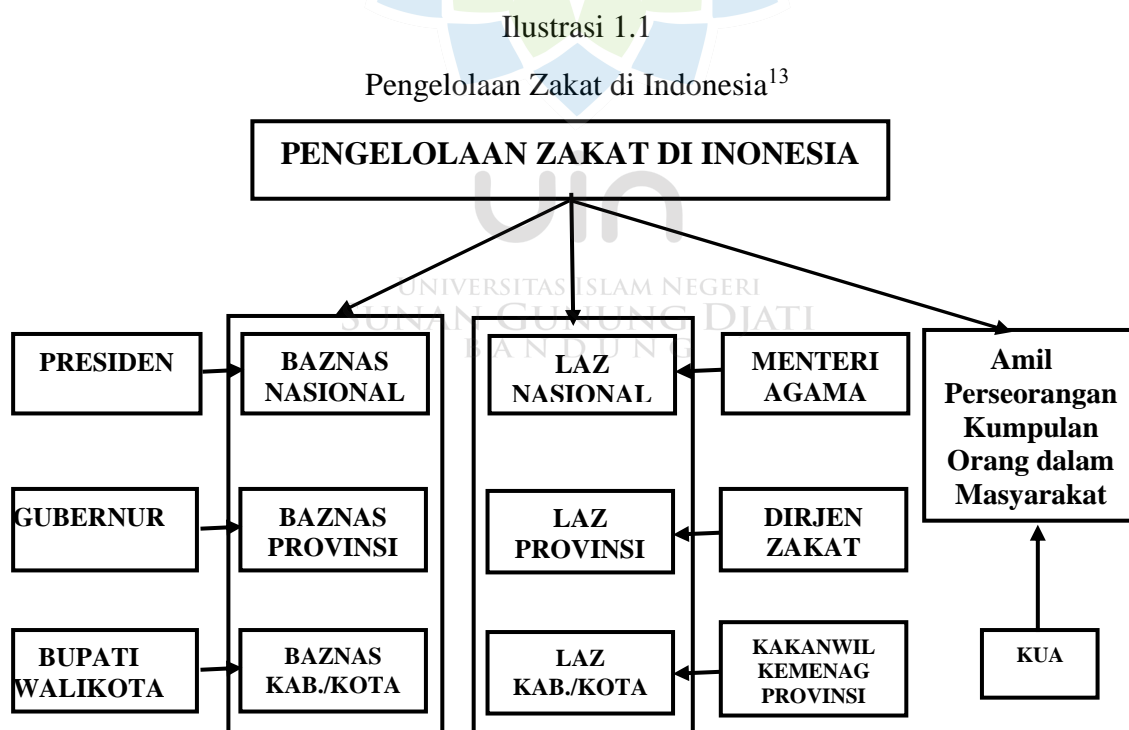 Ilustrasi 1.1
Pengelolaan Zakat di Indonesia13
PENGELOLAAN ZAKAT DI INONESIA
uin
UNIVERSITAS ISLAM NEGERI
SUNAN GUNUNG DJATI
BANDUNG
PRESIDEN
BAZNAS
NASIONAL
LAZ
NASIONAL
MENTERI
AGAMA
Amil
Perseorangan
Kumpulan
Orang dalam
Masyarakat
GUBERNUR
BAZNAS
PROVINSI
LAZ
PROVINSI
DIRJEN
ZAKAT
BUPATI
WALIKOTA
BAZNAS
KAB./KOTA
LAZ
KAB./KOTA
KAKANWIL
KEMENAG
PROVINSI
KUA